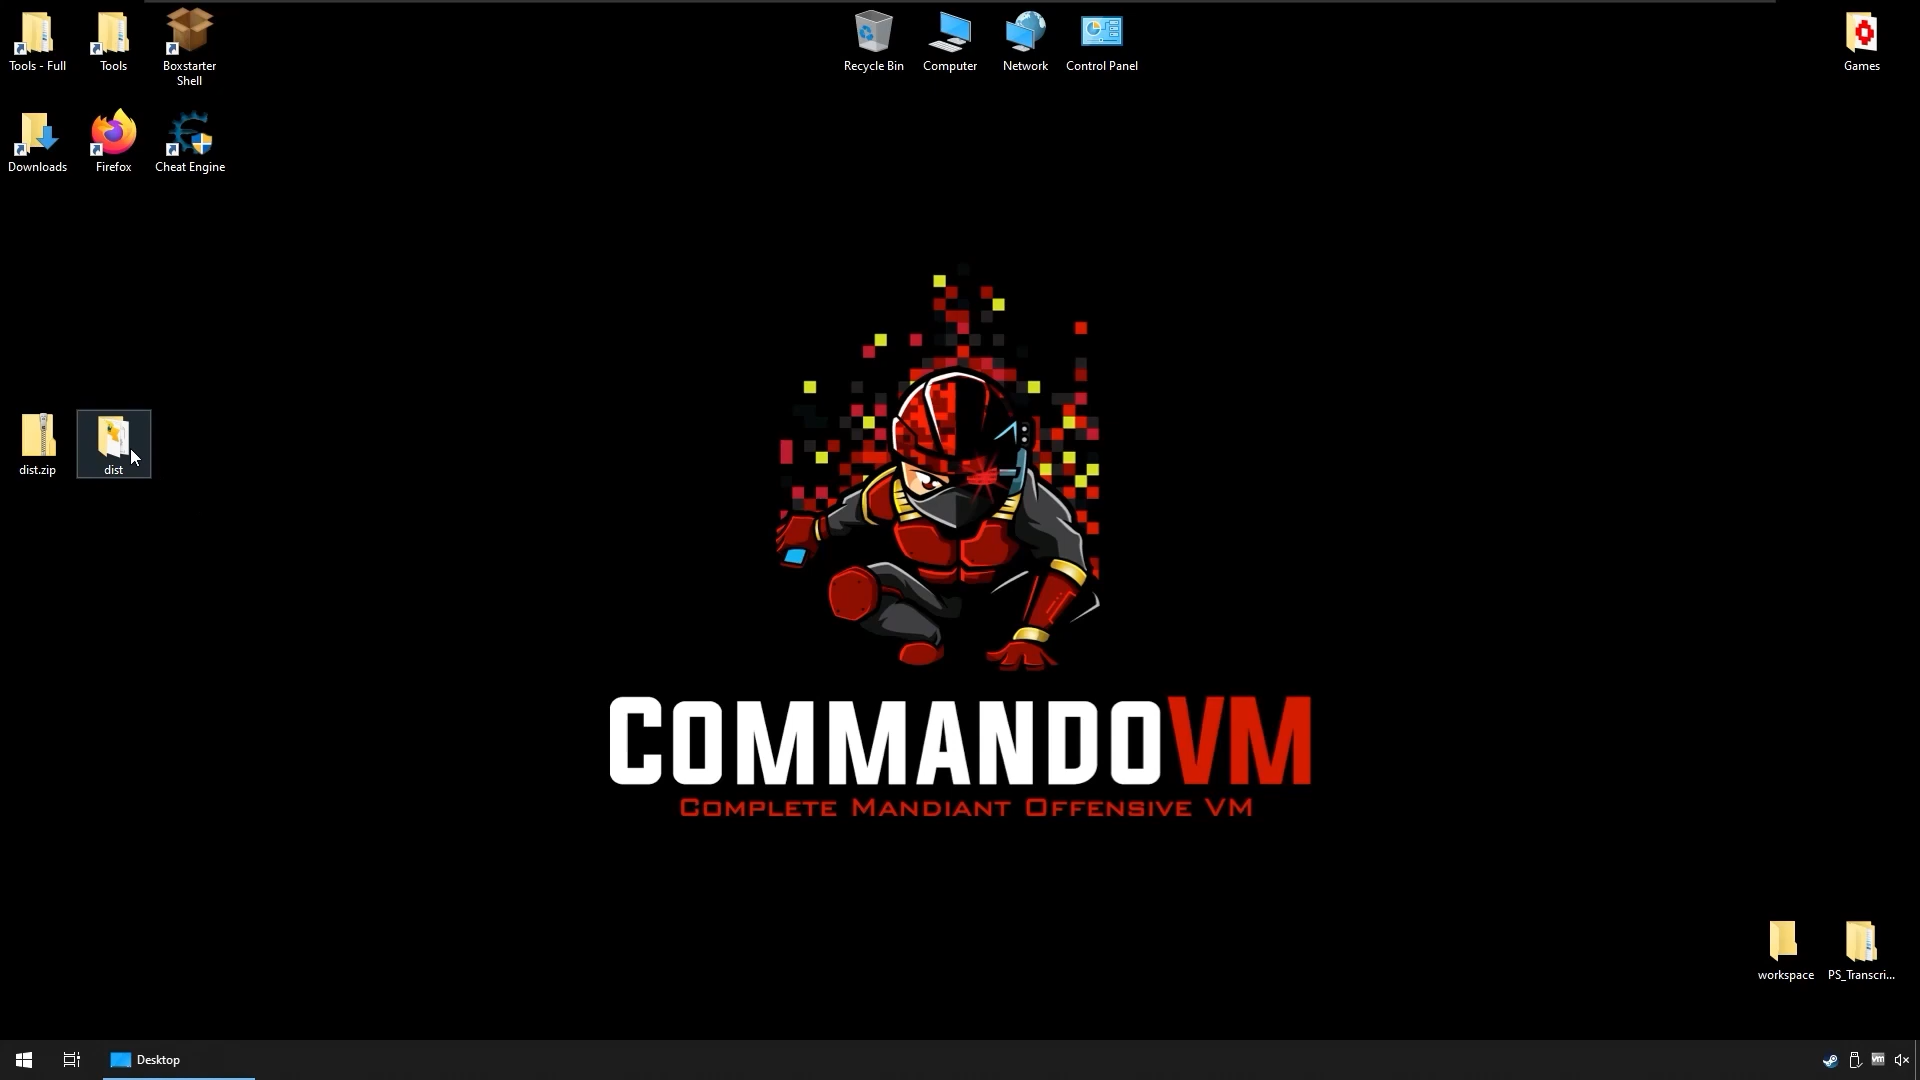 Tools - Full
Tools
Boxstarter
Shell
Recycle Bin
Computer
Network
Control Panel
Games
Downloads
Firefox
Cheat Engine
dist.zip
dist
COMMANDOVM
COMPLETE MANDIANT OFFENSIVE VM
workspace
PS_Transcri...
Desktop
vm